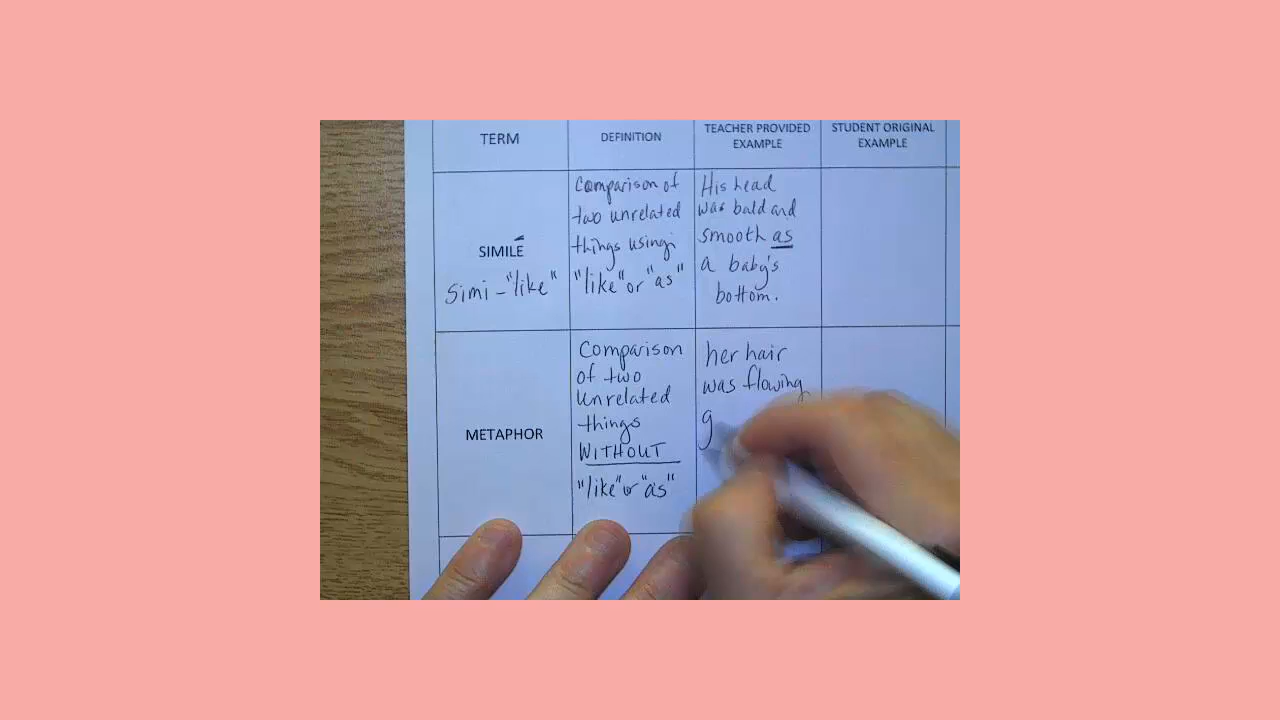 TERM
DEFINITION
TEACHER PROVIDED
EXAMPLE
STUDENT ORIGINAL
EXAMPLE
SIMILE
Simi - "like"
Comparison of
two unrelated
things using
"like" or "as"
His head
was bald and
smooth as
a baby's
bottom.
METAPHOR
Comparison
of two
unrelated
things
WITHOUT
"like" or "as"
her hair
was flowing
g